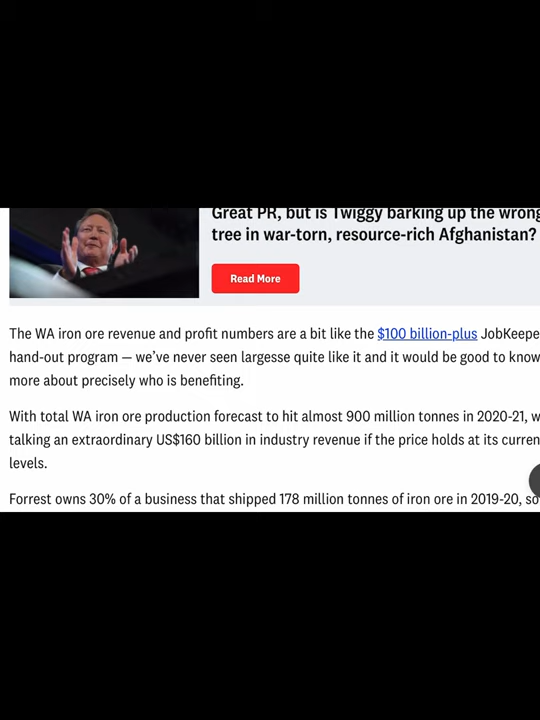 Great PR, but is Twiggy barking up the wrong
tree in war-torn, resource-rich Afghanistan?
Read More
The WA iron ore revenue and profit numbers are a bit like the $100 billion-plus JobKeepe
hand-out program — we've never seen largesse quite like it and it would be good to know
more about precisely who is benefiting.
With total WA iron ore production forecast to hit almost 900 million tonnes in 2020-21, w
talking an extraordinary US$160 billion in industry revenue if the price holds at its curren
levels.
Forrest owns 30% of a business that shipped 178 million tonnes of iron ore in 2019-20, so